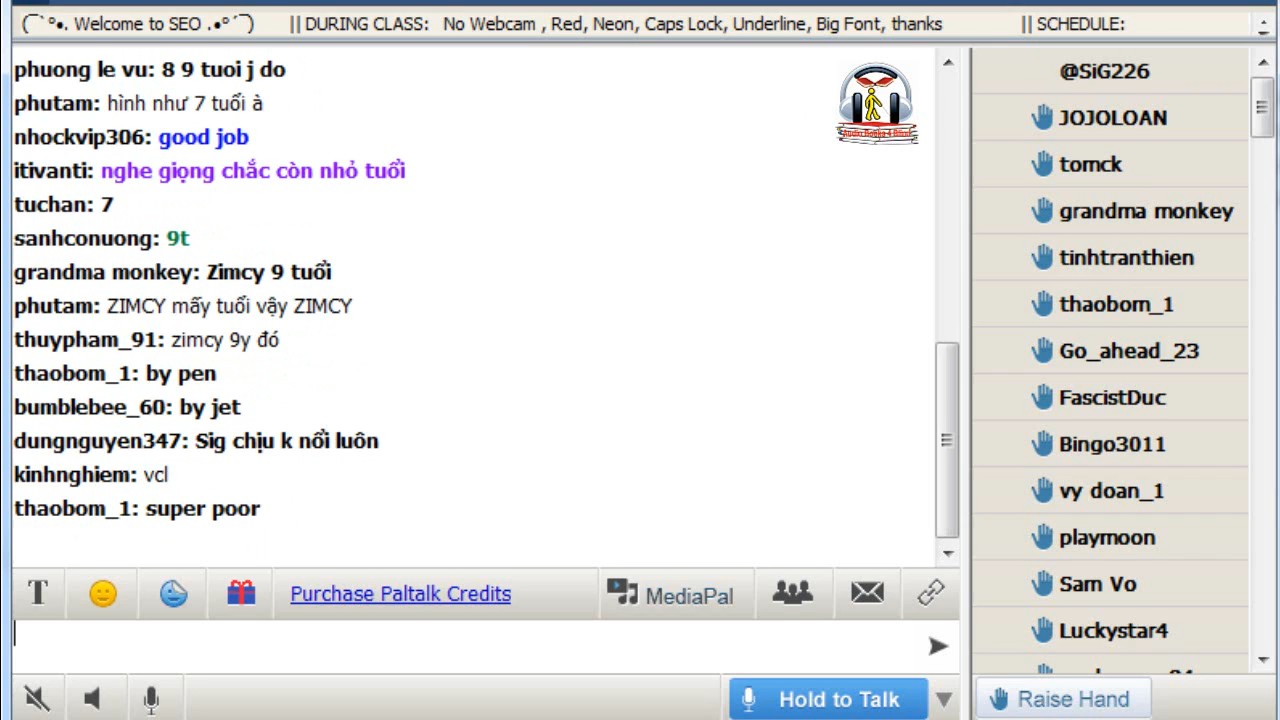 (¯`°•. Welcome to SEO .•°´¯) || DURING CLASS: No Webcam , Red, Neon, Caps Lock, Underline, Big Font, thanks || SCHEDULE:
phuong le vu: 8 9 tuoi j do
phutam: hình như 7 tuổi à
nhockvip306: good job
itivanti: nghe giọng chắc còn nhỏ tuổi
tuchan: 7
sanhconuong: 9t
grandma monkey: Zimcy 9 tuổi
phutam: ZIMCY mấy tuổi vậy ZIMCY
thuypham_91: zimcy 9y đó
thaobom_1: by pen
bumblebee_60: by jet
dungnguyen347: Sig chịu k nổi luôn
kinhnghiem: vcl
thaobom_1: super poor
T
Purchase Paltalk Credits
MediaPal
Hold to Talk
@SiG226
JOJOLOAN
tomck
grandma monkey
tinhtranthien
thaobom_1
Go_ahead_23
FascistDuc
Bingo3011
vy doan_1
playmoon
Sam Vo
Luckystar4
Raise Hand